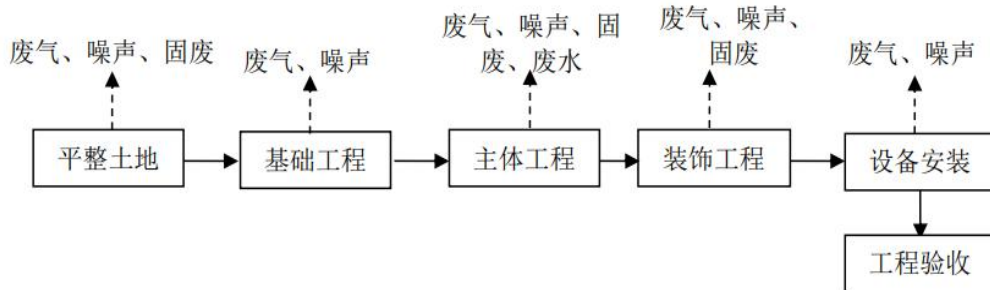 废气、噪声、固废
废气、噪声
废气、噪声、固
废、废水
废气、噪声、
固废
废气、噪声
平整土地
基础工程
主体工程
装饰工程
设备安装
工程验收